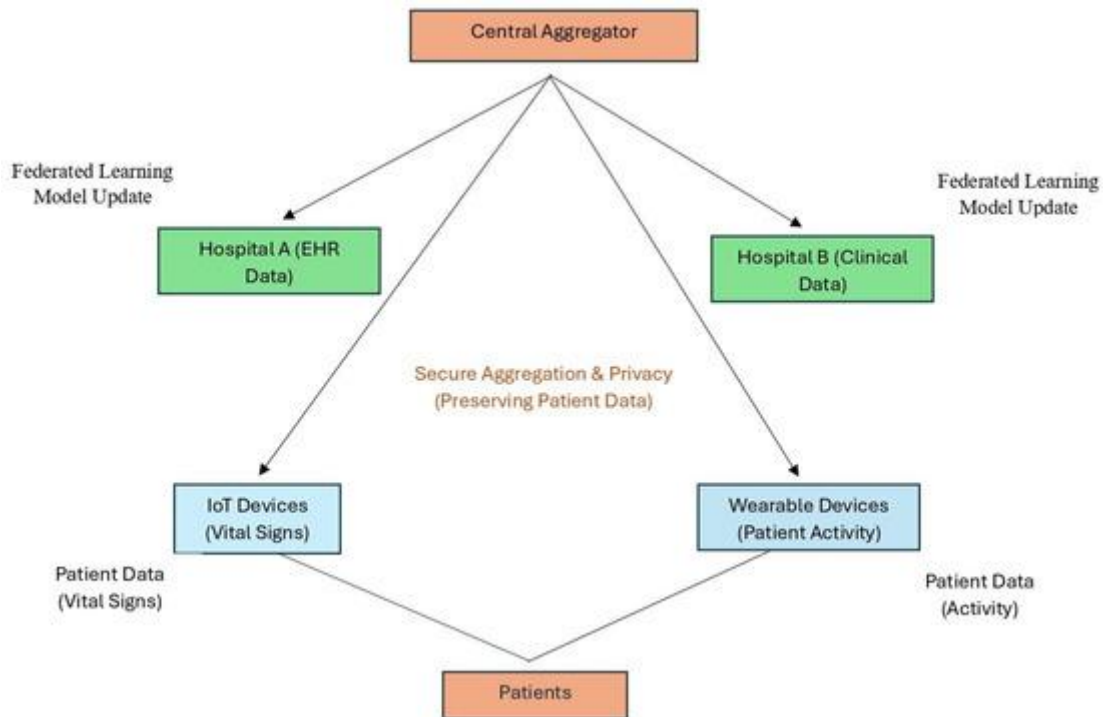 Central Aggregator
Federated Learning
Model Update
Federated Learning
Model Update
Hospital A (EHR
Data)
Hospital B (Clinical
Data)
Secure Aggregation & Privacy
(Preserving Patient Data)
IoT Devices
(Vital Signs)
Wearable Devices
(Patient Activity)
Patient Data
(Vital Signs)
Patient Data
(Activity)
Patients